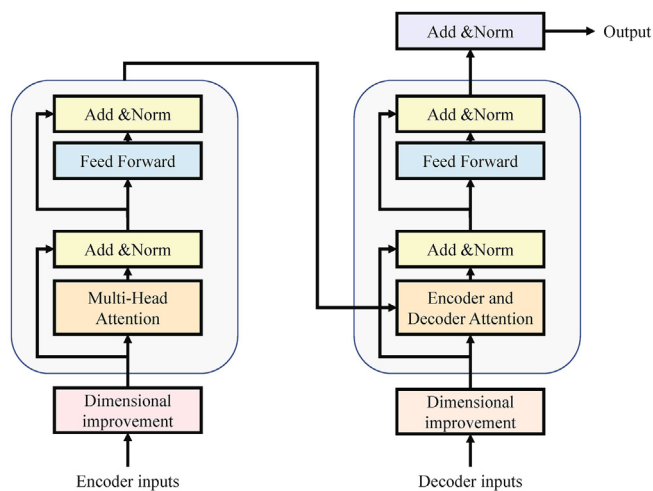 Add &Norm
Output
Add &Norm
Feed Forward
Add &Norm
Multi-Head
Attention
Dimensional
improvement
Encoder inputs
Add &Norm
Feed Forward
Add &Norm
Encoder and
Decoder Attention
Dimensional
improvement
Decoder inputs